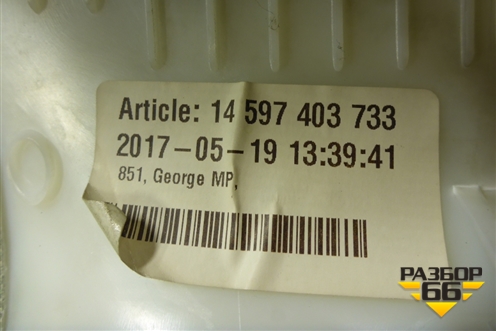 Article: 14 597 403 733
2017-05-19 13:39:41
851, George MP,
РАЗБОР
66